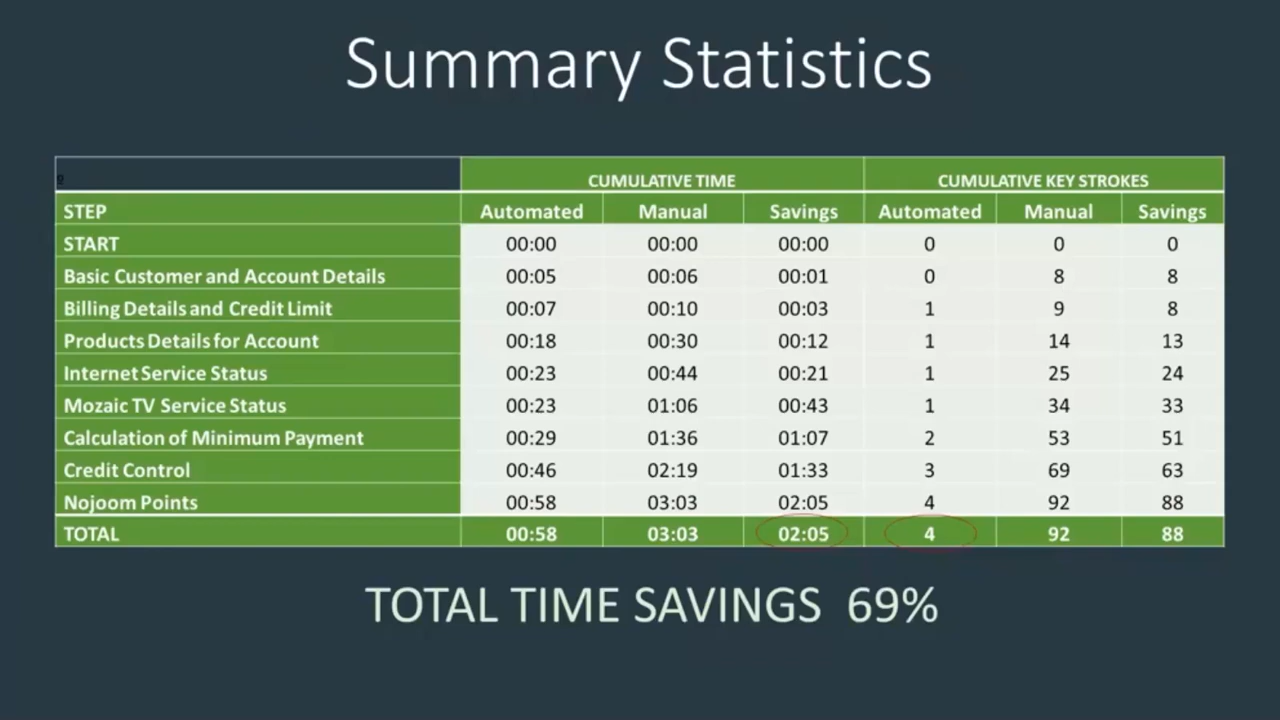 Summary Statistics
CUMULATIVE TIME CUMULATIVE KEY STROKES
STEP Automated Manual Savings Automated Manual Savings
START 00:00 00:00 00:00 0 0 0
Basic Customer and Account Details 00:05 00:06 00:01 0 8 8
Billing Details and Credit Limit 00:07 00:10 00:03 1 9 8
Products Details for Account 00:18 00:30 00:12 1 14 13
Internet Service Status 00:23 00:44 00:21 1 25 24
Mozaic TV Service Status 00:23 01:06 00:43 1 34 33
Calculation of Minimum Payment 00:29 01:36 01:07 2 53 51
Credit Control 00:46 02:19 01:33 3 69 63
Nojoom Points 00:58 03:03 02:05 4 92 88
TOTAL 00:58 03:03 02:05 4 92 88
TOTAL TIME SAVINGS 69%